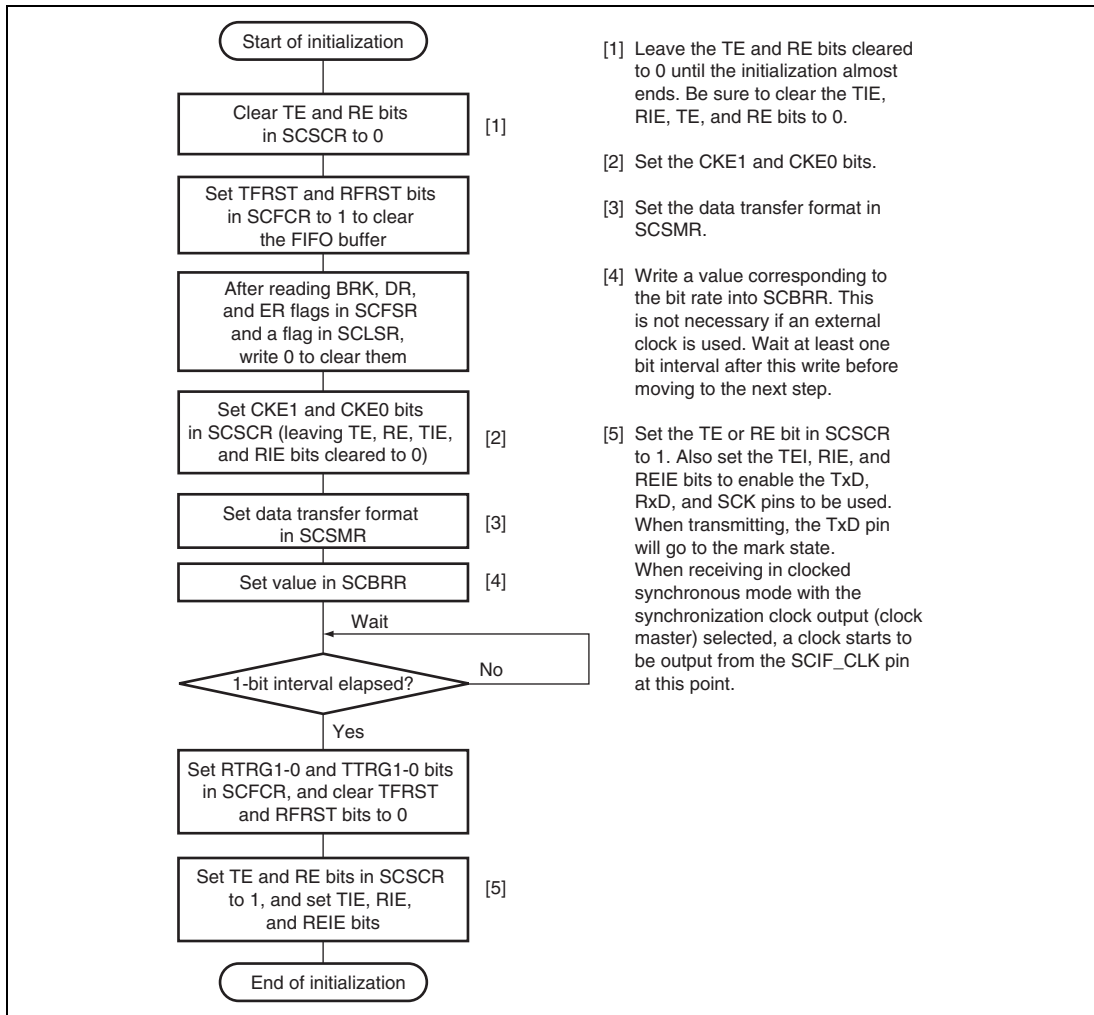 Start of initialization
Clear TE and RE bits
in SCSCR to 0
[1]
Set TFRST and RFRST bits
in SCFCR to 1 to clear
the FIFO buffer
After reading BRK, DR,
and ER flags in SCFSR
and a flag in SCLSR,
write 0 to clear them
Set CKE1 and CKE0 bits
in SCSCR (leaving TE, RE, TIE,
and RIE bits cleared to 0)
[2]
Set data transfer format
in SCSMR
[3]
Set value in SCBRR
[4]
Wait
1-bit interval elapsed?
No
Yes
Set RTRG1-0 and TTRG1-0 bits
in SCFCR, and clear TFRST
and RFRST bits to 0
Set TE and RE bits in SCSCR
to 1, and set TIE, RIE,
and REIE bits
[5]
End of initialization
[1] Leave the TE and RE bits cleared
to 0 until the initialization almost
ends. Be sure to clear the TIE,
RIE, TE, and RE bits to 0.
[2] Set the CKE1 and CKE0 bits.
[3] Set the data transfer format in
SCSMR.
[4] Write a value corresponding to
the bit rate into SCBRR. This
is not necessary if an external
clock is used. Wait at least one
bit interval after this write before
moving to the next step.
[5] Set the TE or RE bit in SCSCR
to 1. Also set the TEI, RIE, and
REIE bits to enable the TxD,
RxD, and SCK pins to be used.
When transmitting, the TxD pin
will go to the mark state.
When receiving in clocked
synchronous mode with the
synchronization clock output (clock
master) selected, a clock starts to
be output from the SCIF_CLK pin
at this point.